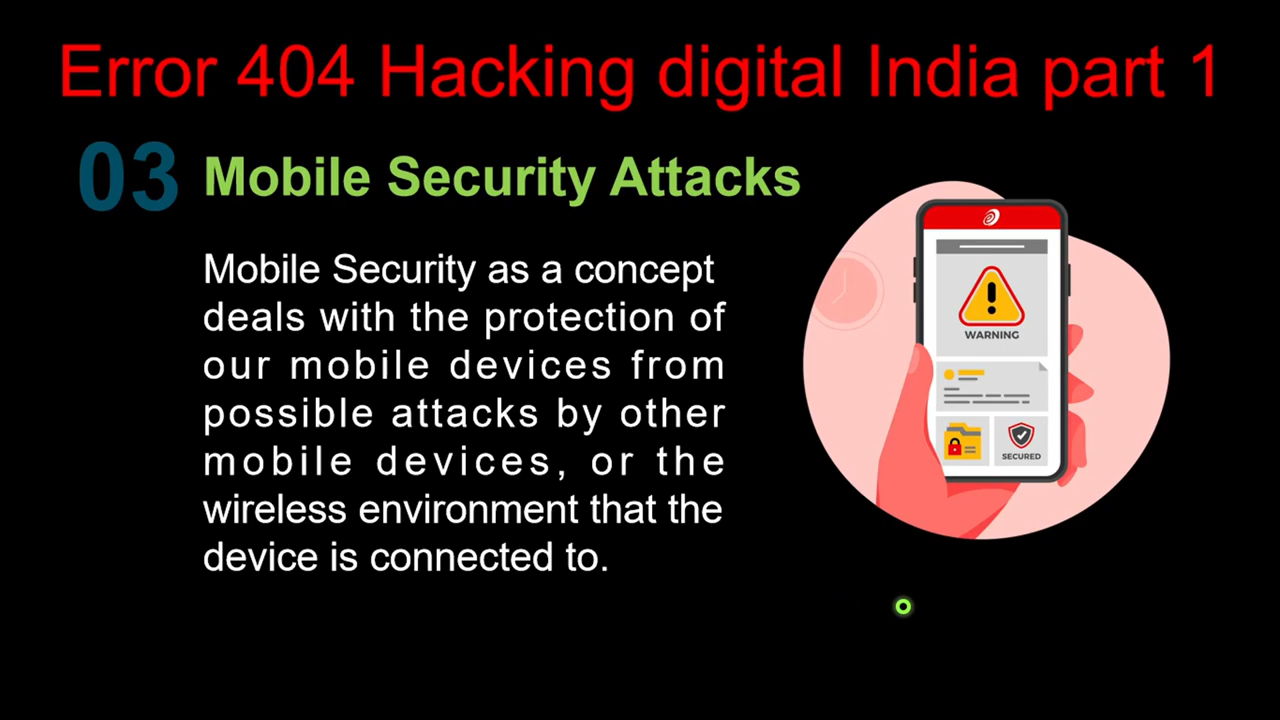 Error 404 Hacking digital India part 1
03 Mobile Security Attacks
Mobile Security as a concept
deals with the protection of
our mobile devices from
possible attacks by other
mobile devices, or the
wireless environment that the
device is connected to.
WARNING
SECURED